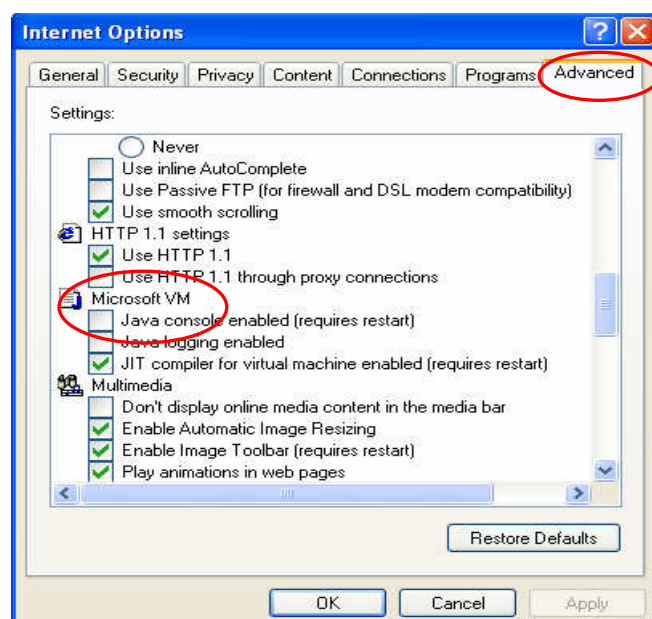 Internet Options
General Security Privacy Content Connections Programs Advanced
Settings:
Never
Use inline AutoComplete
Use Passive FTP (for firewall and DSL modem compatibility)
Use smooth scrolling
HTTP 1.1 settings
Use HTTP 1.1
Use HTTP 1.1 through proxy connections
Microsoft VM
Java console enabled (requires restart)
Java logging enabled
JIT compiler for virtual machine enabled (requires restart)
Multimedia
Don't display online media content in the media bar
Enable Automatic Image Resizing
Enable Image Toolbar (requires restart)
Play animations in web pages
Restore Defaults
OK Cancel Apply